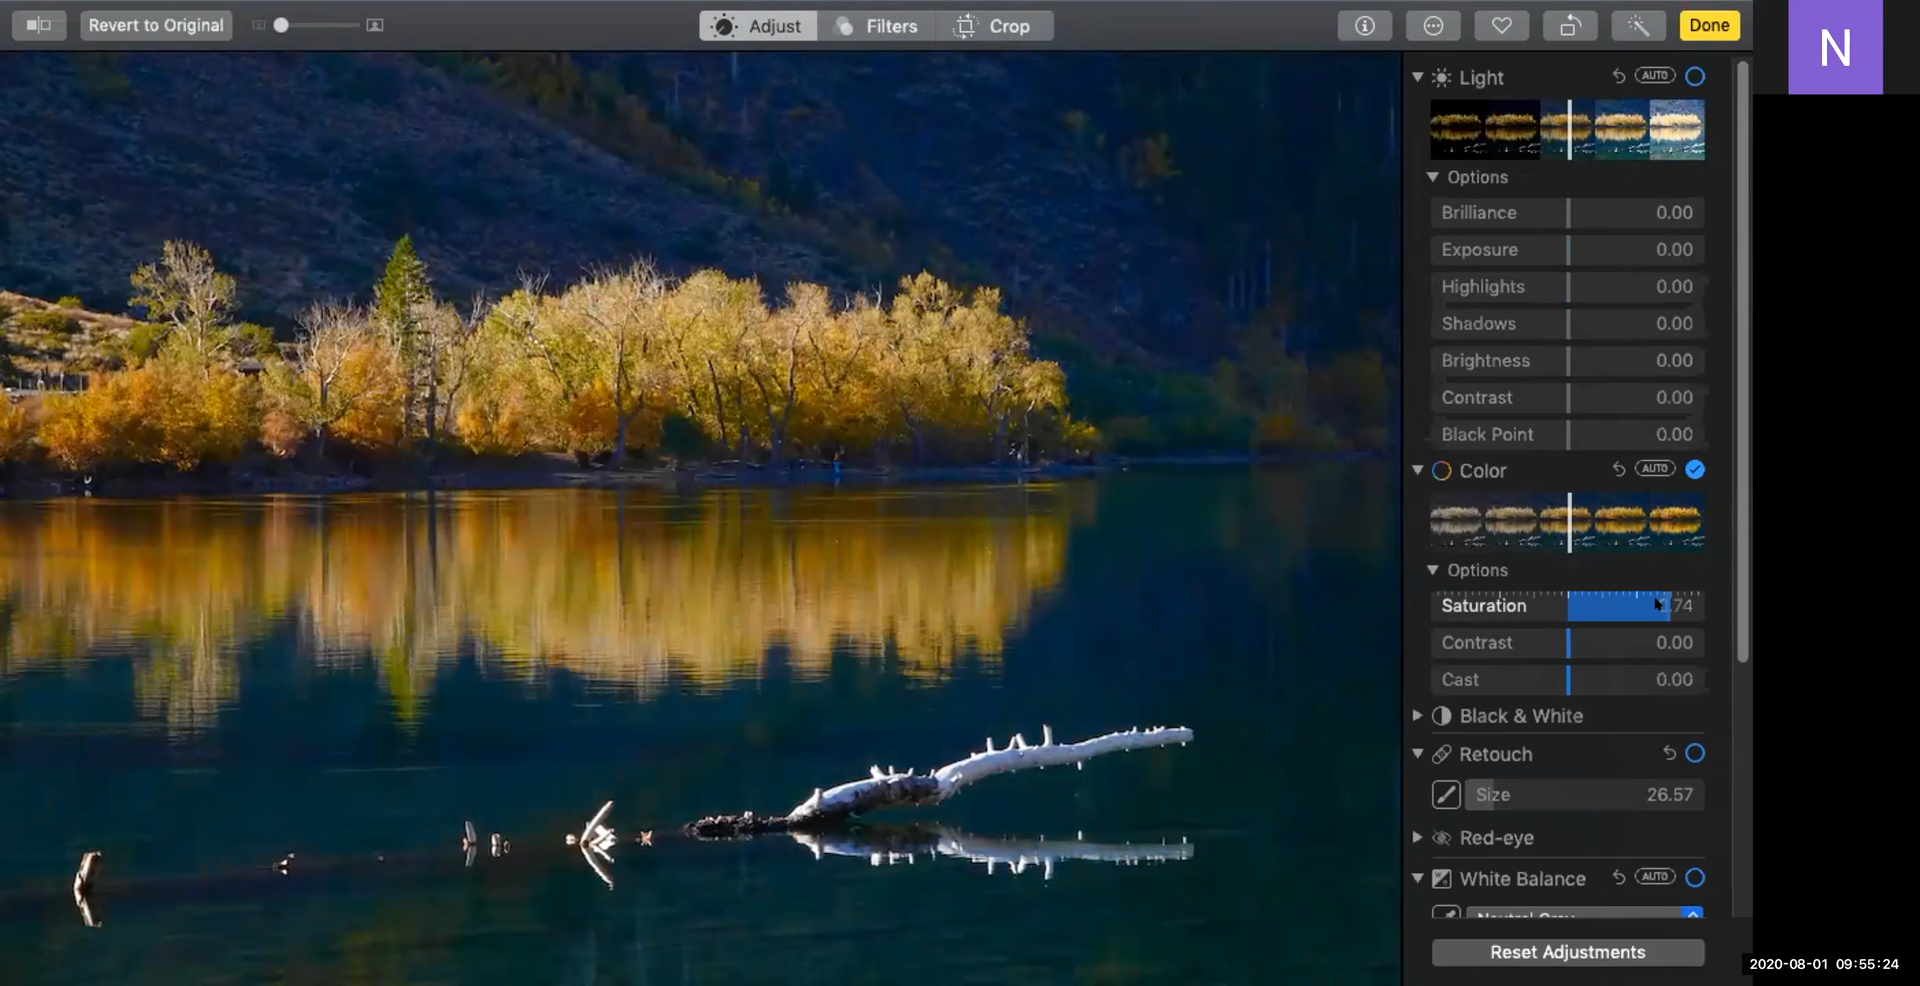 Revert to Original
Adjust
Filters
Crop
Done
N
Light
AUTO
Options
Brilliance 0.00
Exposure 0.00
Highlights 0.00
Shadows 0.00
Brightness 0.00
Contrast 0.00
Black Point 0.00
Color
AUTO
Options
Saturation .74
Contrast 0.00
Cast 0.00
Black & White
Retouch
Size 26.57
Red-eye
White Balance
AUTO
Neutral Gray
Reset Adjustments
2020-08-01 09:55:24